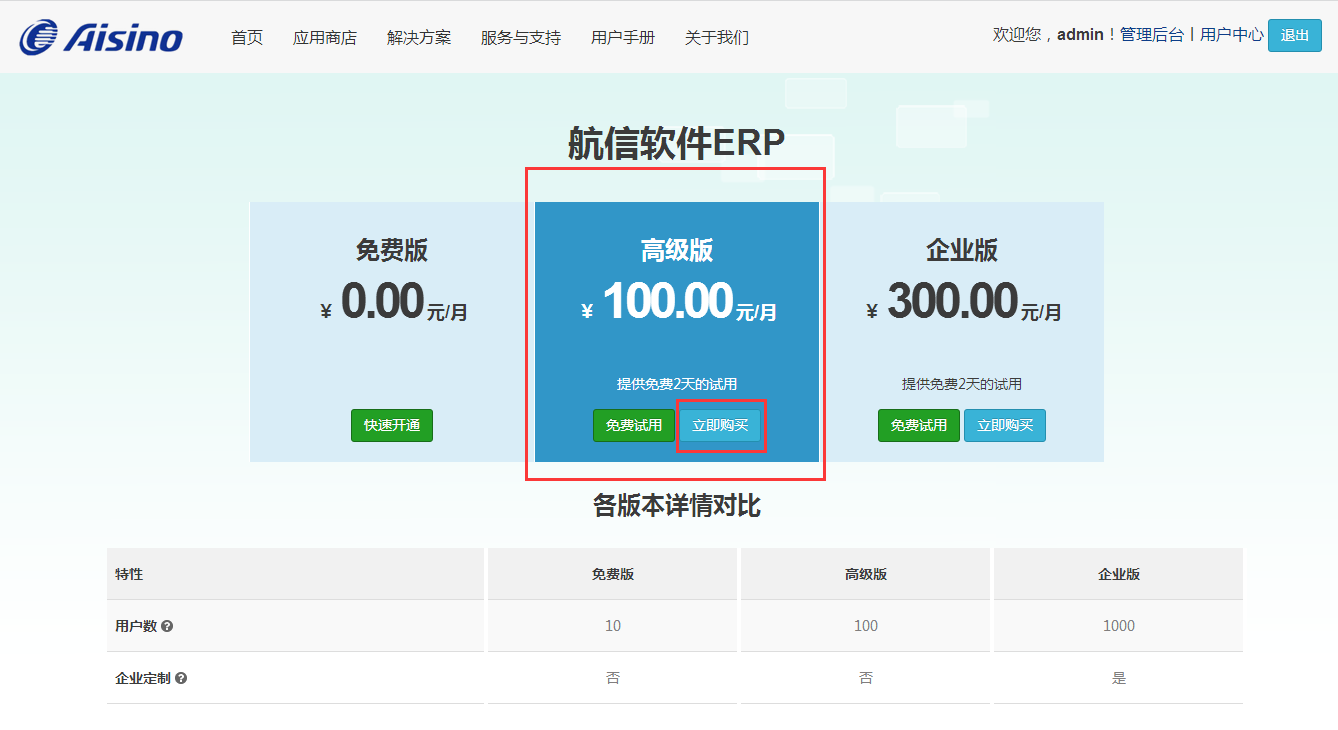 Aisino 首页 应用商店 解决方案 服务与支持 用户手册 关于我们 欢迎您，admin！管理后台 | 用户中心 退出
航信软件ERP
免费版 高级版 企业版
¥ 0.00 元/月 ¥ 100.00 元/月 ¥ 300.00 元/月
提供免费2天的试用 提供免费2天的试用
快速开通 免费试用 立即购买 免费试用 立即购买
各版本详情对比
特性 免费版 高级版 企业版
用户数 ? 10 100 1000
企业定制 ? 否 否 是